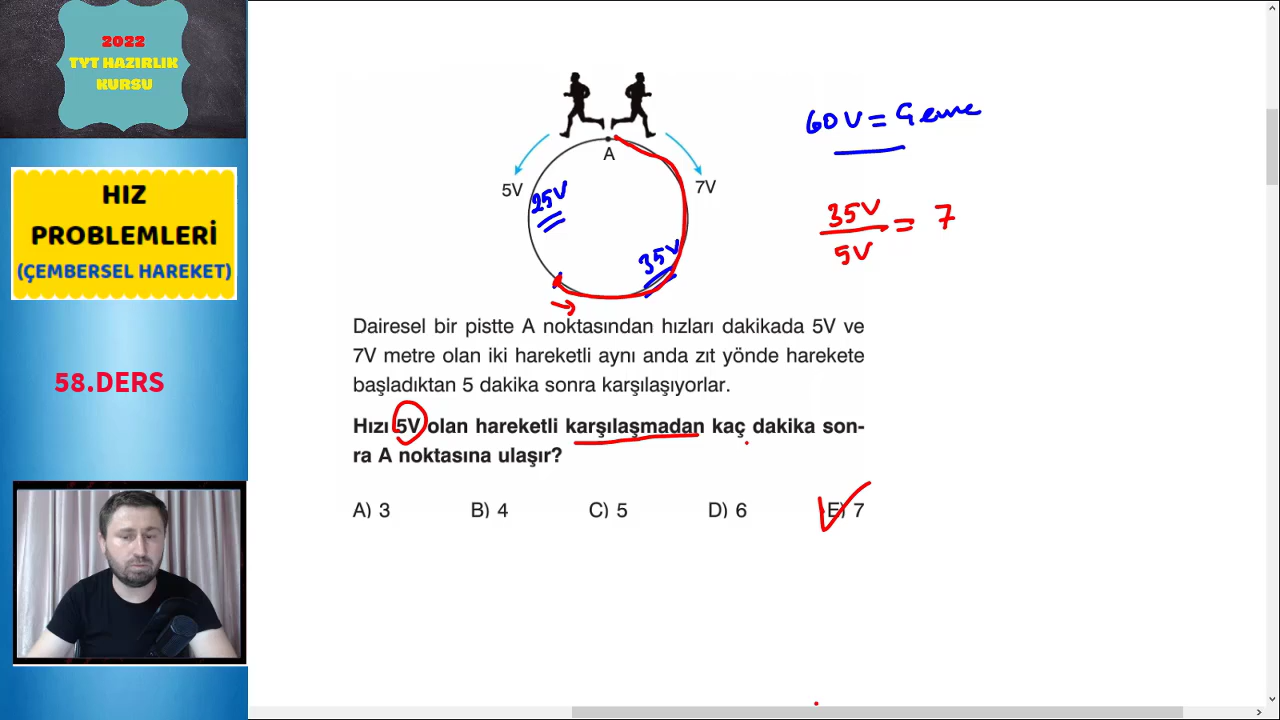 2022
TYT HAZIRLIK
KURSU
HIZ
PROBLEMLERİ
(ÇEMBERSEL HAREKET)
58.DERS
A
5V
7V
25V
35V
60V = Çevre
35V
5V
= 7
Dairesel bir pistte A noktasından hızları dakikada 5V ve
7V metre olan iki hareketli aynı anda zıt yönde harekete
başladıktan 5 dakika sonra karşılaşıyorlar.
Hızı 5V olan hareketli karşılaşmadan kaç dakika son-
ra A noktasına ulaşır?
A) 3 B) 4 C) 5 D) 6 E) 7